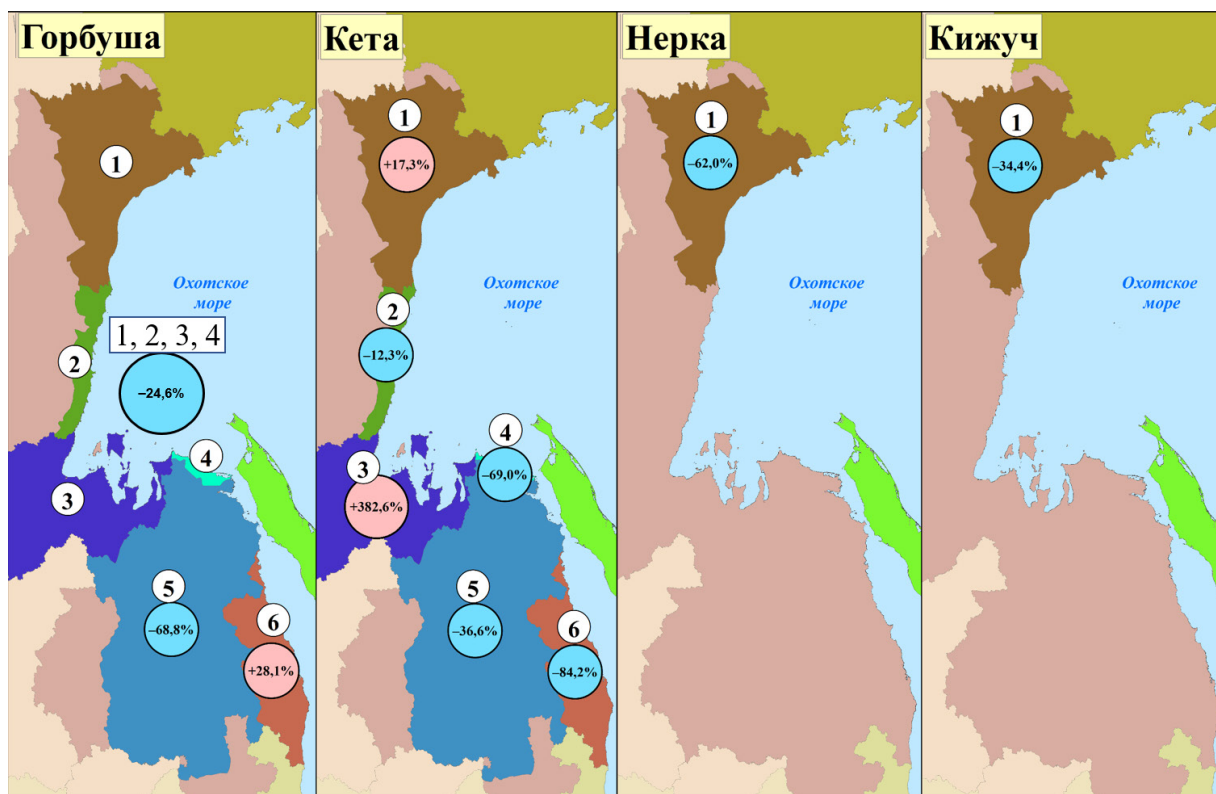 Горбуша
1
Охотское
море
1, 2, 3, 4
2
–24,6%
4
3
5
–68,8%
6
+28,1%
Кета
1
+17,3%
Охотское
море
2
–12,3%
4
3
–69,0%
+382,6%
5
–36,6%
6
–84,2%
Нерка
1
–62,0%
Охотское
море
Кижуч
1
–34,4%
Охотское
море